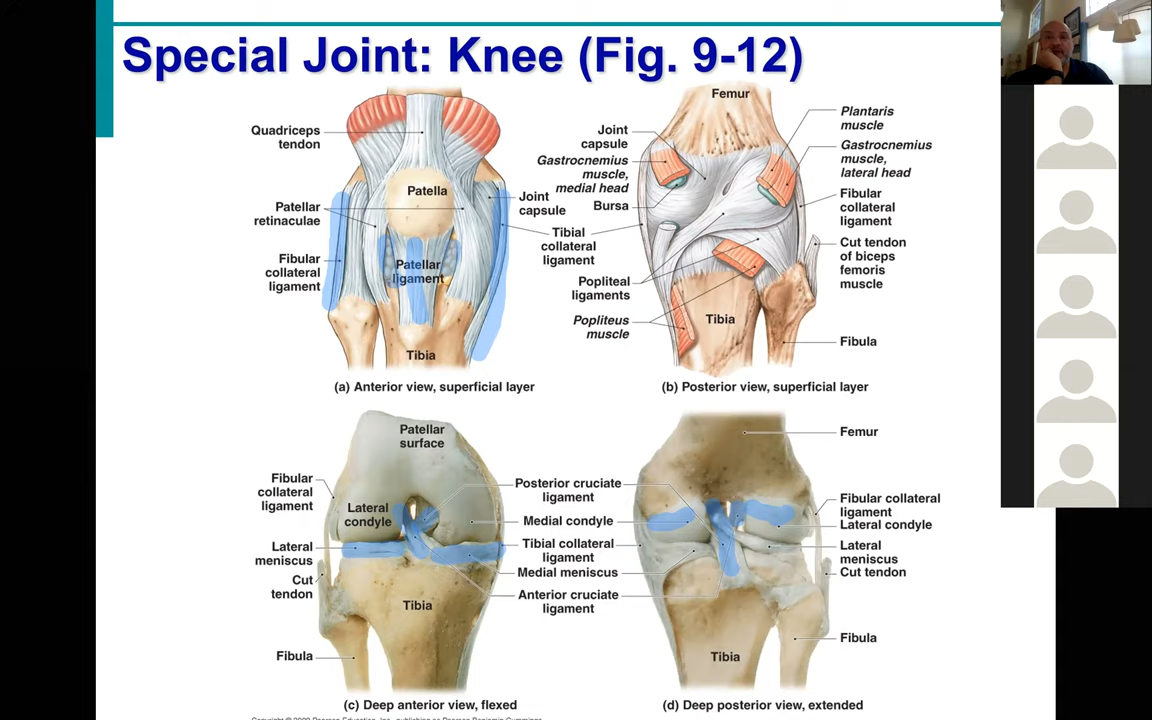 Special Joint: Knee (Fig. 9-12)
Quadriceps
tendon
Patella
Patellar
retinaculae
Joint
capsule
Tibial
collateral
ligament
Fibular
collateral
ligament
Patellar
ligament
Tibia
(a) Anterior view, superficial layer
Femur
Joint
capsule
Gastrocnemius
muscle,
medial head
Bursa
Popliteal
ligaments
Popliteus
muscle
Plantaris
muscle
Gastrocnemius
muscle,
lateral head
Fibular
collateral
ligament
Cut tendon
of biceps
femoris
muscle
Tibia
Fibula
(b) Posterior view, superficial layer
Patellar
surface
Fibular
collateral
ligament
Lateral
condyle
Lateral
meniscus
Cut
tendon
Tibia
Fibula
Posterior cruciate
ligament
Medial condyle
Tibial collateral
ligament
Medial meniscus
Anterior cruciate
ligament
(c) Deep anterior view, flexed
Femur
Fibular collateral
ligament
Lateral condyle
Lateral
meniscus
Cut tendon
Fibula
Tibia
(d) Deep posterior view, extended